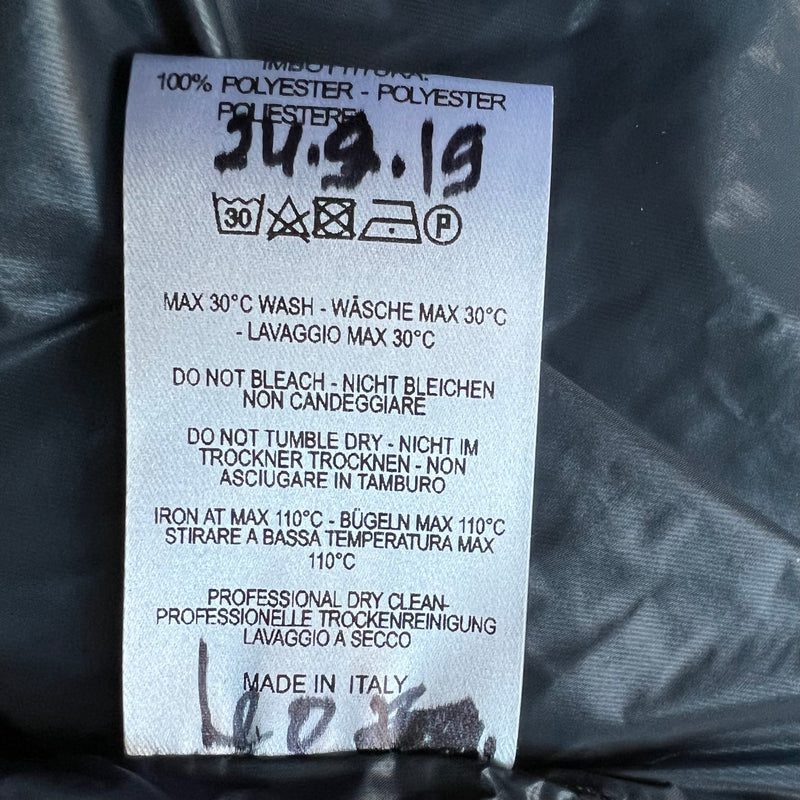 IMBOTTITURA:
100% POLYESTER - POLYESTER
POLIESTERE
24.9.19
30 P
MAX 30°C WASH - WÄSCHE MAX 30°C
- LAVAGGIO MAX 30°C
DO NOT BLEACH - NICHT BLEICHEN
NON CANDEGGIARE
DO NOT TUMBLE DRY - NICHT IM
TROCKNER TROCKNEN - NON
ASCIUGARE IN TAMBURO
IRON AT MAX 110°C - BÜGELN MAX 110°C
STIRARE A BASSA TEMPERATURA MAX
110°C
PROFESSIONAL DRY CLEAN-
PROFESSIONELLE TROCKENREINIGUNG
LAVAGGIO A SECCO
MADE IN ITALY